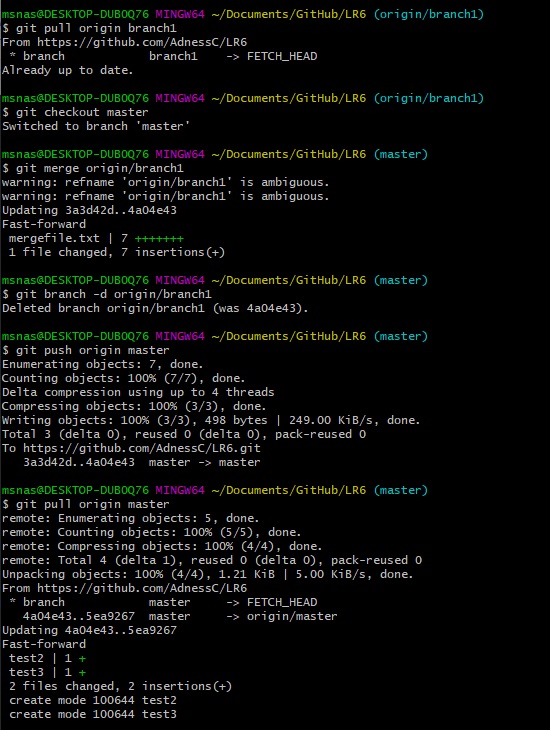 msnas@DESKTOP-DUBOQ76 MINGW64 ~/Documents/GitHub/LR6 (origin/branch1)
$ git pull origin branch1
From https://github.com/AdnessC/LR6
 * branch            branch1    -> FETCH_HEAD
Already up to date.

msnas@DESKTOP-DUBOQ76 MINGW64 ~/Documents/GitHub/LR6 (origin/branch1)
$ git checkout master
Switched to branch 'master'

msnas@DESKTOP-DUBOQ76 MINGW64 ~/Documents/GitHub/LR6 (master)
$ git merge origin/branch1
warning: refname 'origin/branch1' is ambiguous.
warning: refname 'origin/branch1' is ambiguous.
Updating 3a3d42d..4a04e43
Fast-forward
 mergefile.txt | 7 +++++++
 1 file changed, 7 insertions(+)

msnas@DESKTOP-DUBOQ76 MINGW64 ~/Documents/GitHub/LR6 (master)
$ git branch -d origin/branch1
Deleted branch origin/branch1 (was 4a04e43).

msnas@DESKTOP-DUBOQ76 MINGW64 ~/Documents/GitHub/LR6 (master)
$ git push origin master
Enumerating objects: 7, done.
Counting objects: 100% (7/7), done.
Delta compression using up to 4 threads
Compressing objects: 100% (3/3), done.
Writing objects: 100% (3/3), 498 bytes | 249.00 KiB/s, done.
Total 3 (delta 0), reused 0 (delta 0), pack-reused 0
To https://github.com/AdnessC/LR6.git
   3a3d42d..4a04e43  master -> master

msnas@DESKTOP-DUBOQ76 MINGW64 ~/Documents/GitHub/LR6 (master)
$ git pull origin master
remote: Enumerating objects: 5, done.
remote: Counting objects: 100% (5/5), done.
remote: Compressing objects: 100% (4/4), done.
remote: Total 4 (delta 1), reused 0 (delta 0), pack-reused 0
Unpacking objects: 100% (4/4), 1.21 KiB | 5.00 KiB/s, done.
From https://github.com/AdnessC/LR6
 * branch            master     -> FETCH_HEAD
   4a04e43..5ea9267  master     -> origin/master
Updating 4a04e43..5ea9267
Fast-forward
 test2 | 1 +
 test3 | 1 +
 2 files changed, 2 insertions(+)
 create mode 100644 test2
 create mode 100644 test3